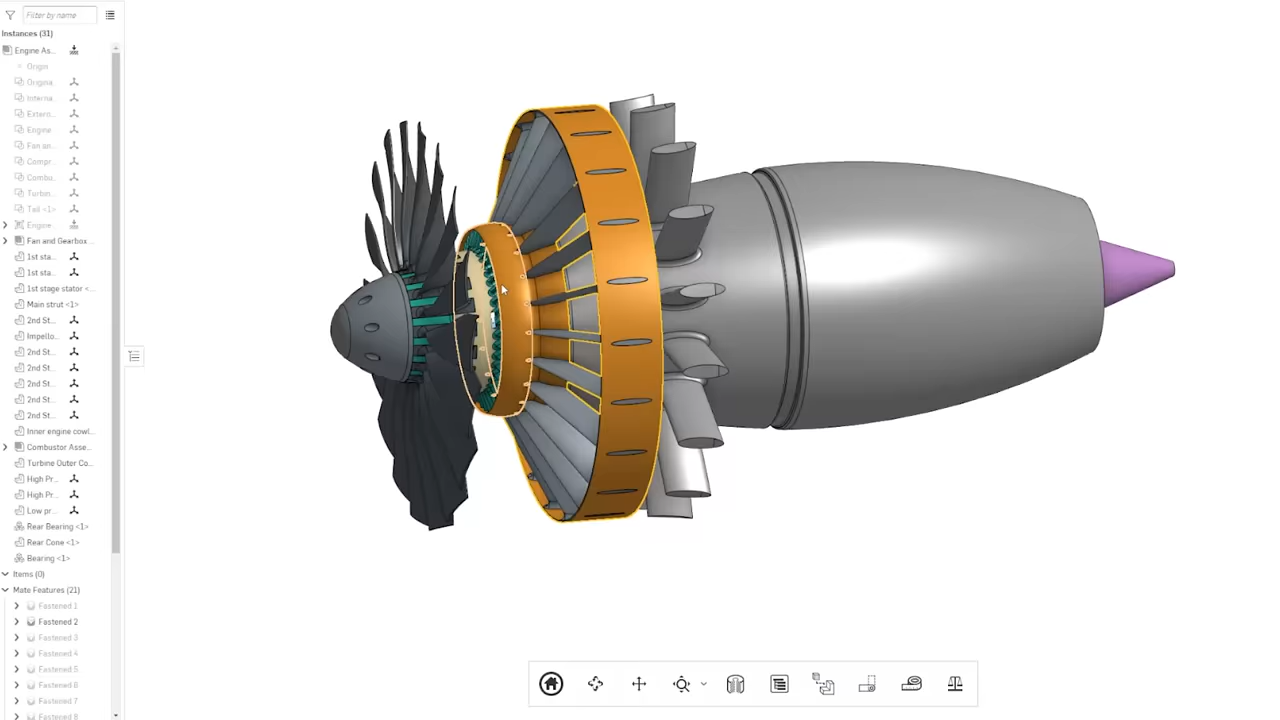 Filter by name
Instances (31)
Engine As...
Origin
Origina
Interna
Extern...
Engine
Fan an...
Compr...
Combu...
Turbin...
Tail <1>
Engine
Fan and Gearbox ...
1st sta...
1st sta...
1st stage stator <...
Main strut <1>
2nd St...
Impello...
2nd St...
2nd St...
2nd St...
2nd St...
2nd St...
Inner engine cowl...
Combustor Asse...
Turbine Outer Co...
High Pr...
High Pr...
Low pr...
Rear Bearing <1>
Rear Cone <1>
Bearing <1>
Items (0)
Mate Features (21)
Fastened 1
Fastened 2
Fastened 3
Fastened 4
Fastened 5
Fastened 6
Fastened 7
Fastened 8